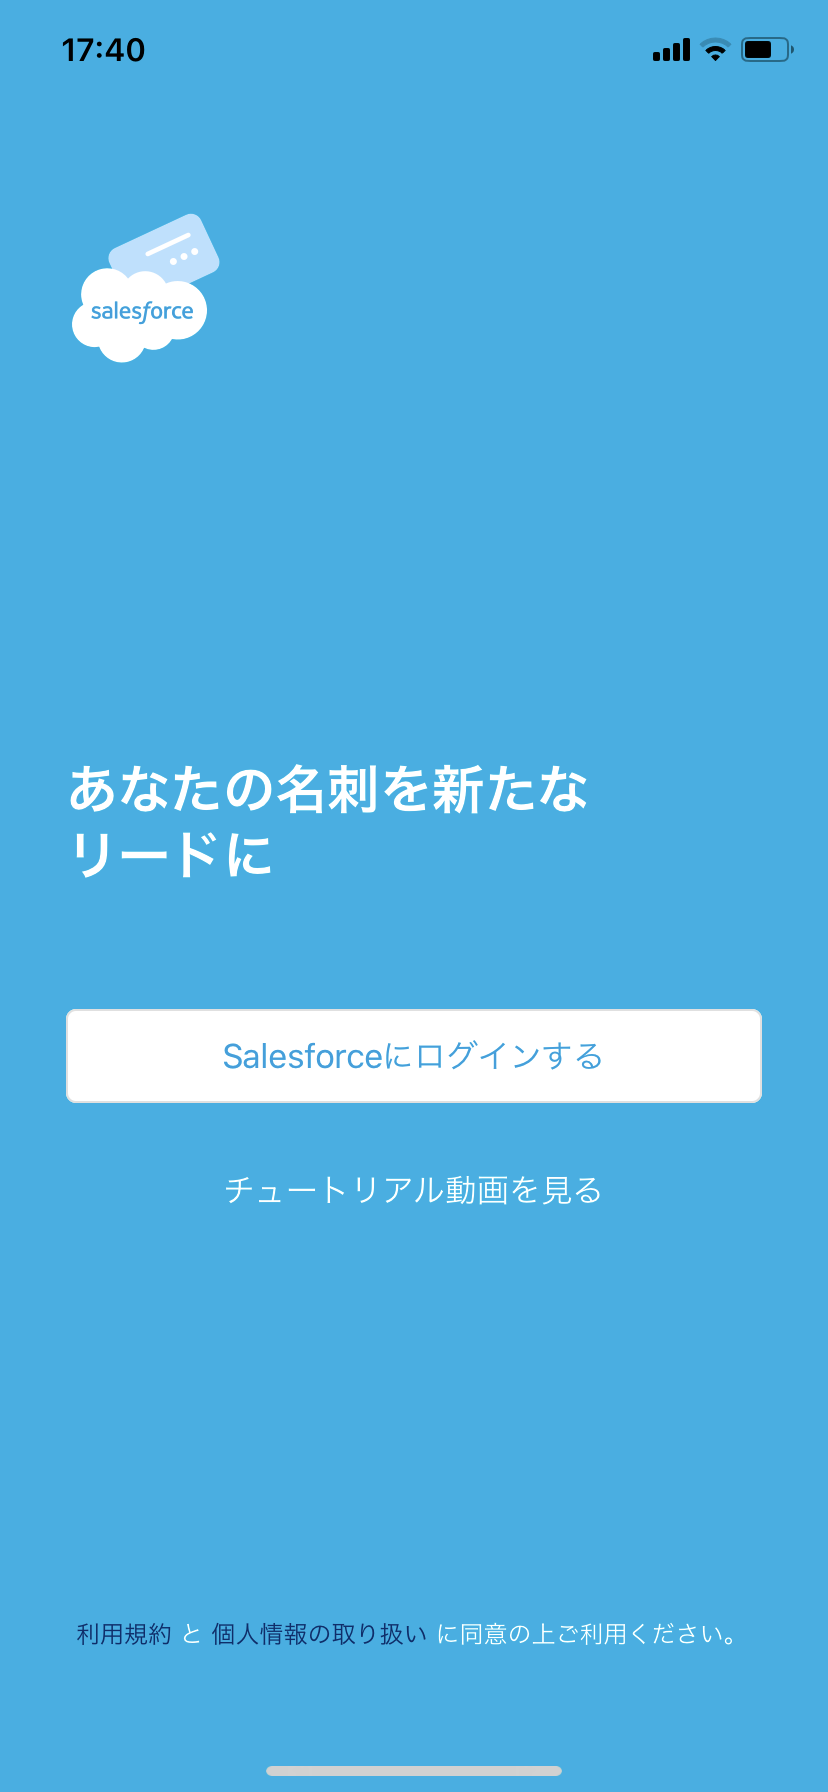 17:40
salesforce
あなたの名刺を新たな
リードに
Salesforceにログインする
チュートリアル動画を見る
利用規約 と 個人情報の取り扱い に同意の上ご利用ください。